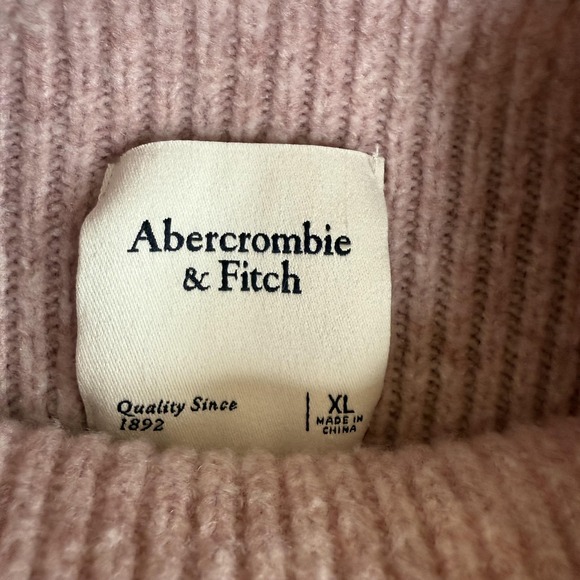 Abercrombie
& Fitch
Quality Since
1892
XL
MADE IN
CHINA